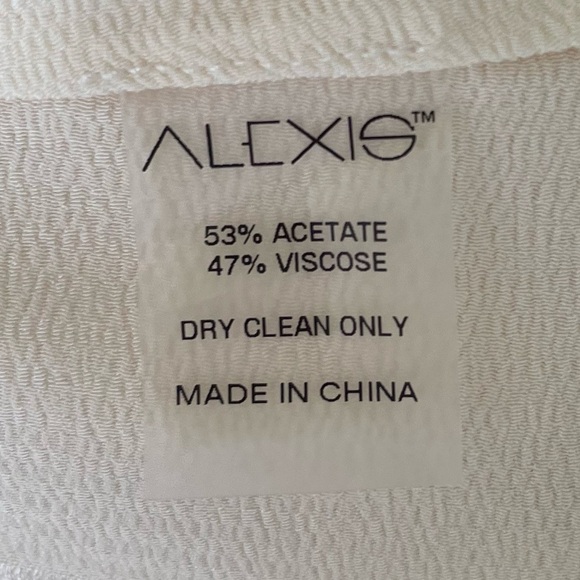 ALEXIS™
53% ACETATE
47% VISCOSE
DRY CLEAN ONLY
MADE IN CHINA